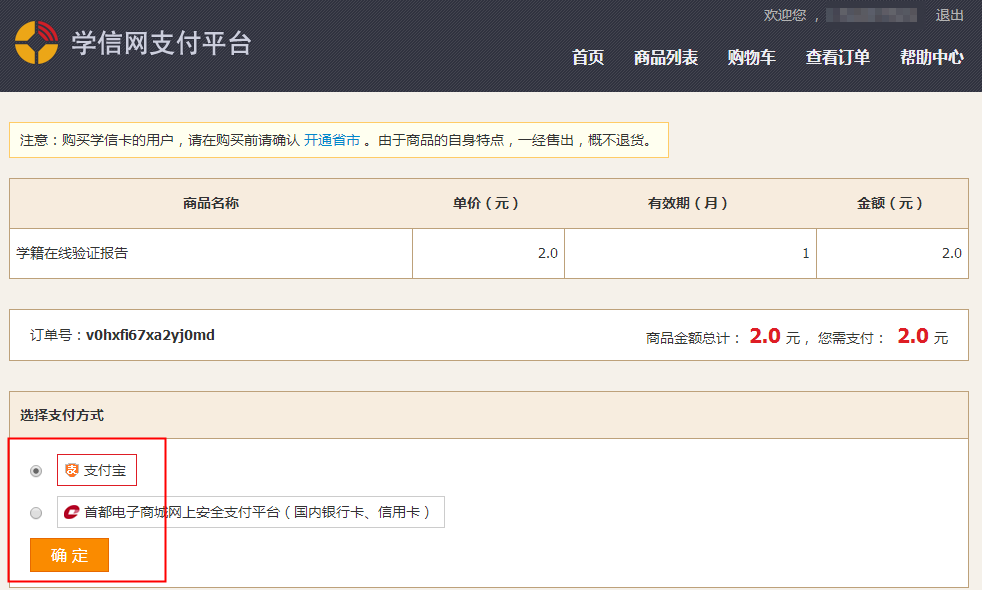 欢迎您 ， 退出
学信网支付平台
首页 商品列表 购物车 查看订单 帮助中心
注意：购买学信卡的用户，请在购买前请确认 开通省市 。由于商品的自身特点，一经售出，概不退货。
商品名称 单价（元） 有效期（月） 金额（元）
学籍在线验证报告 2.0 1 2.0
订单号：v0hxfi67xa2yj0md 商品金额总计： 2.0 元， 您需支付： 2.0 元
选择支付方式
支付宝
首都电子商城网上安全支付平台（国内银行卡、信用卡）
确 定